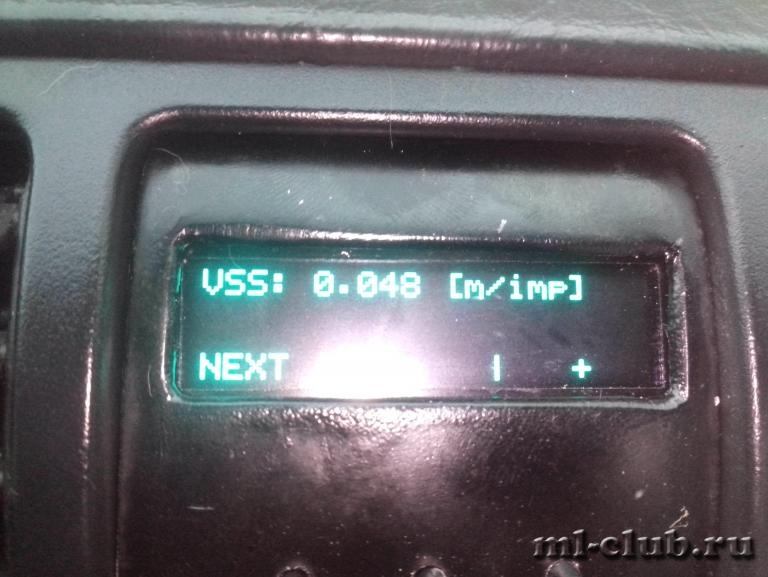 VSS: 0.048 [m/imp]
NEXT | +
ml-club.ru